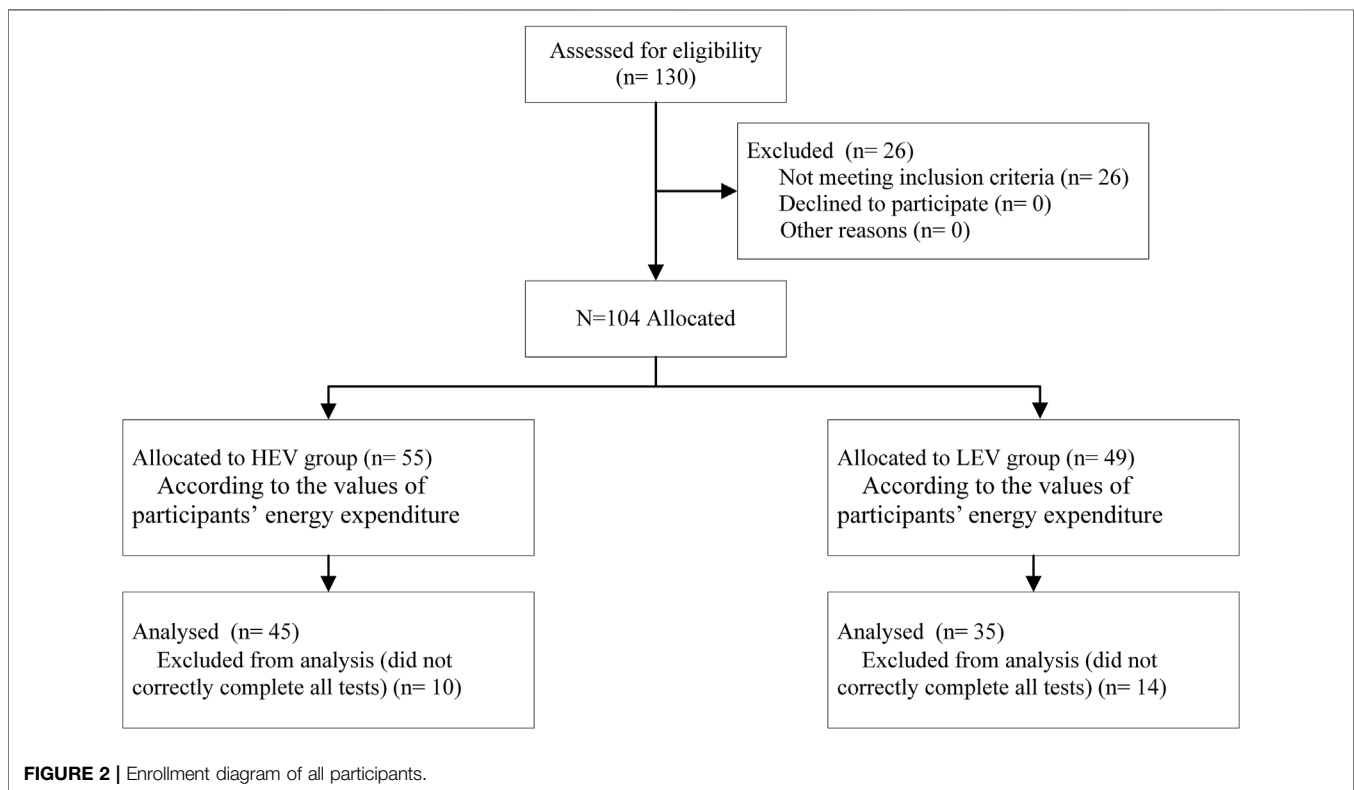 Assessed for eligibility
(n= 130)
Excluded (n= 26)
Not meeting inclusion criteria (n= 26)
Declined to participate (n= 0)
Other reasons (n= 0)
N=104 Allocated
Allocated to HEV group (n= 55)
According to the values of
participants' energy expenditure
Allocated to LEV group (n= 49)
According to the values of
participants' energy expenditure
Analysed (n= 45)
Excluded from analysis (did not
correctly complete all tests) (n= 10)
Analysed (n= 35)
Excluded from analysis (did not
correctly complete all tests) (n= 14)
FIGURE 2 | Enrollment diagram of all participants.